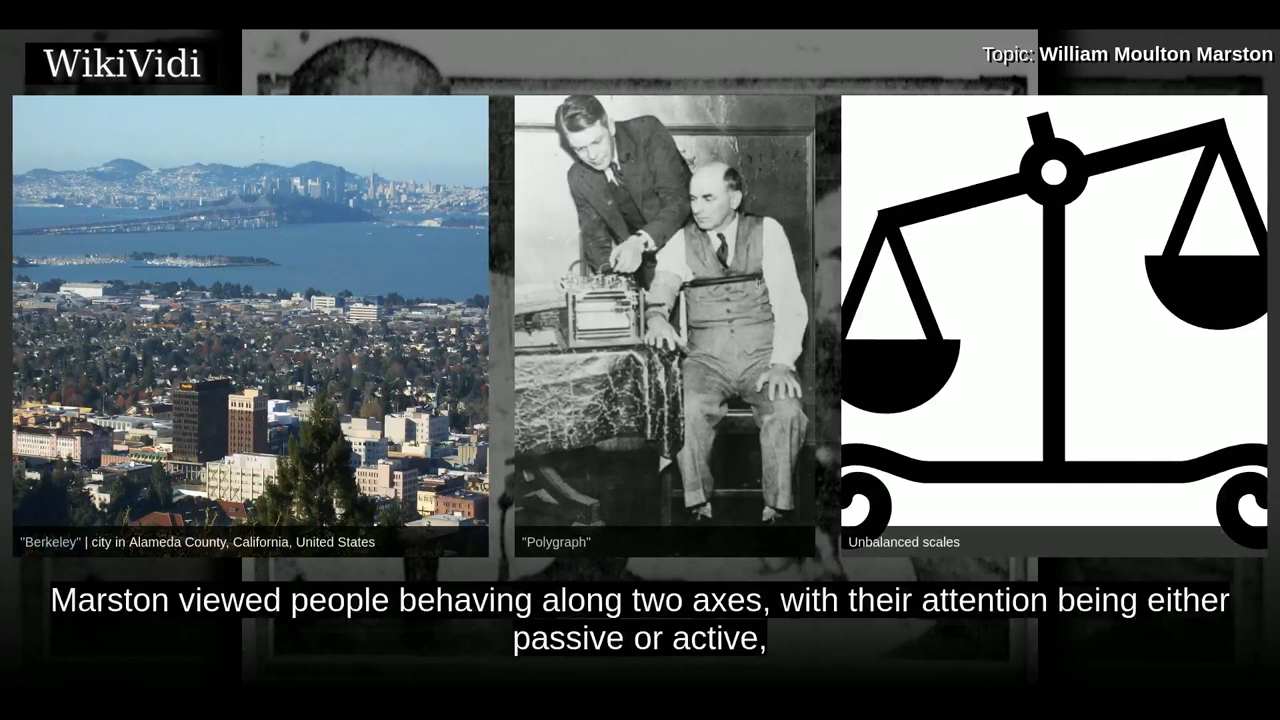 WikiVidi
Topic: William Moulton Marston
"Berkeley" | city in Alameda County, California, United States
"Polygraph"
Unbalanced scales
Marston viewed people behaving along two axes, with their attention being either
passive or active,